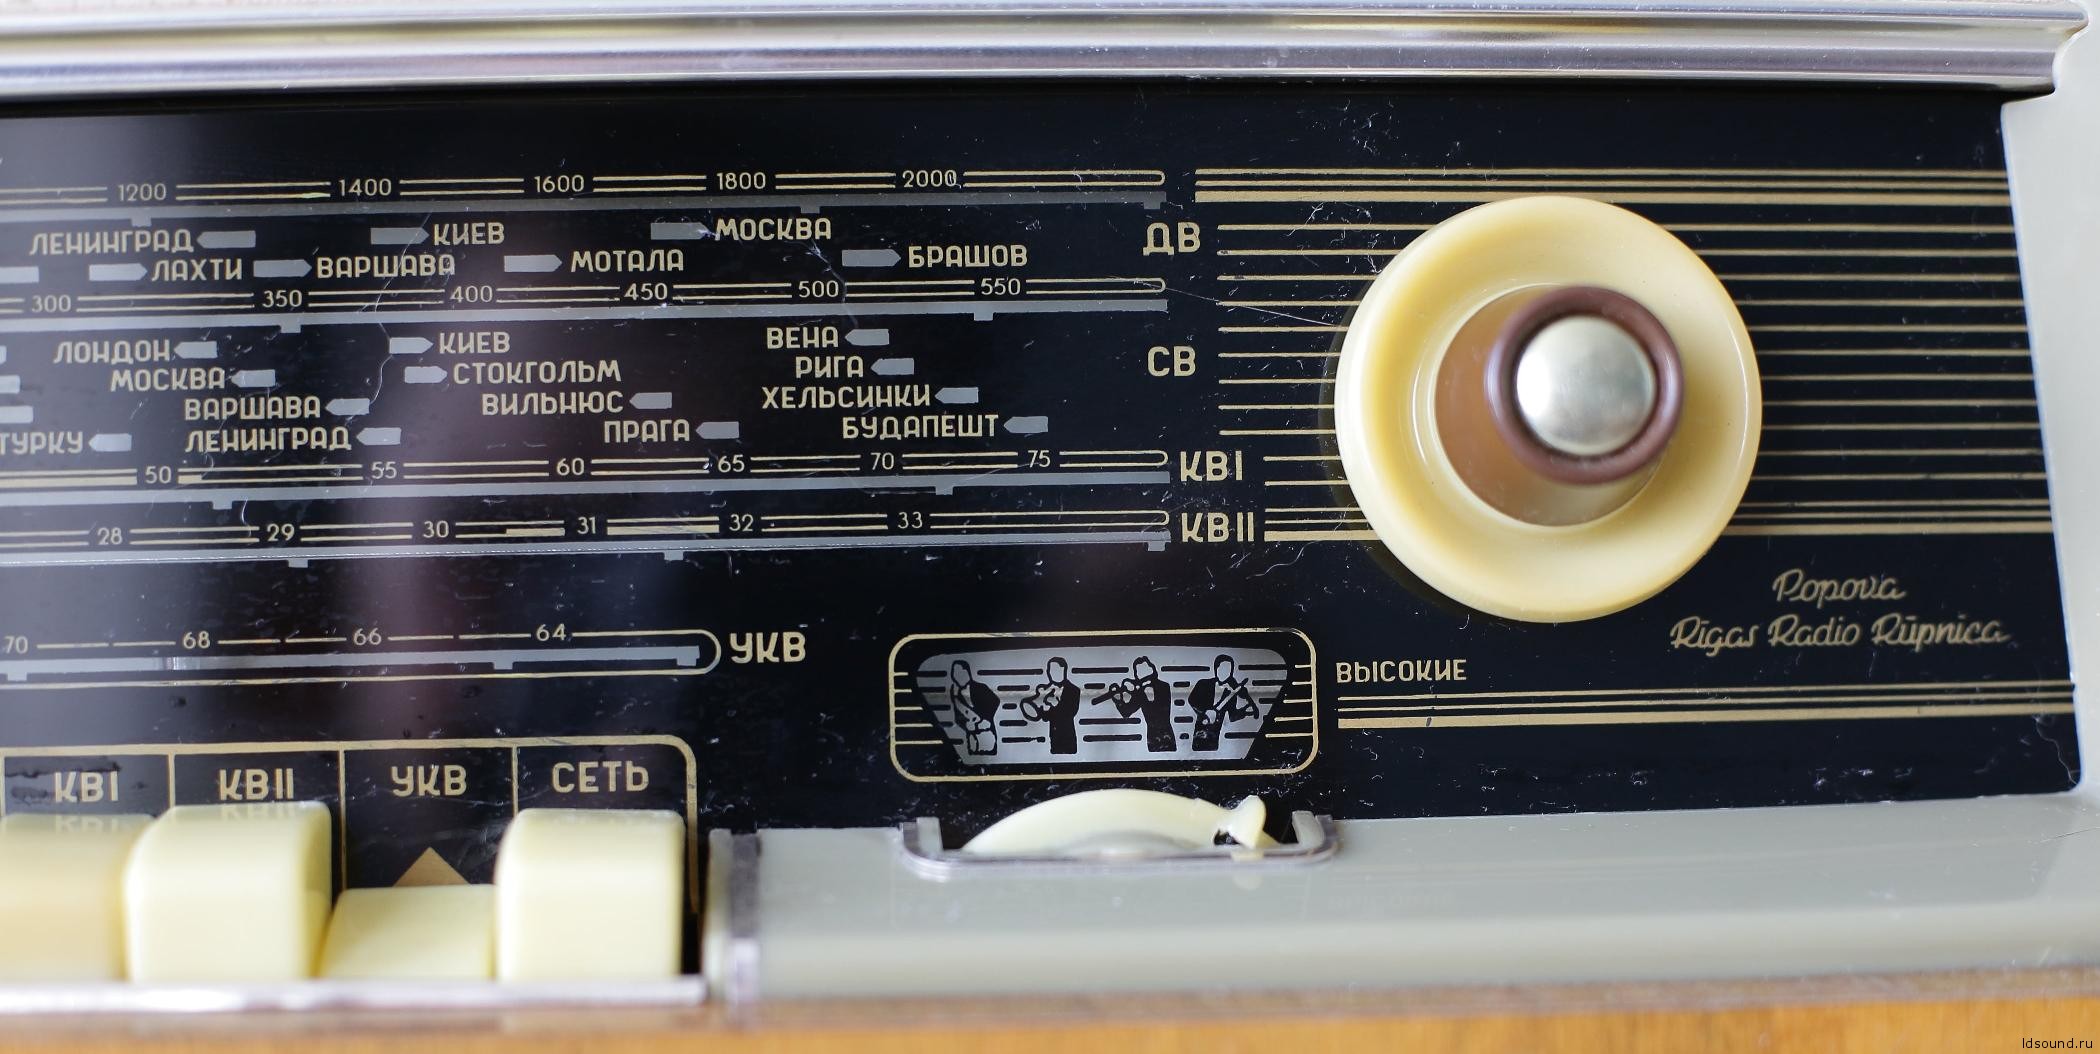 1200 1400 1600 1800 2000
ЛЕНИНГРАД КИЕВ МОСКВА
ДВ
ЛАХТИ ВАРШАВА МОТАЛА БРАШОВ
300 350 400 450 500 550
ЛОНДОН КИЕВ ВЕНА
СВ
МОСКВА СТОКГОЛЬМ РИГА
ВАРШАВА ВИЛЬНЮС ХЕЛЬСИНКИ
ТУРКУ ЛЕНИНГРАД ПРАГА БУДАПЕШТ
50 55 60 65 70 75 КВI
28 29 30 31 32 33 КВII
Popova
Rīgas Radio Rūpnica
70 68 66 64 УКВ
ВЫСОКИЕ
КВI КВII УКВ СЕТЬ
ldsound.ru